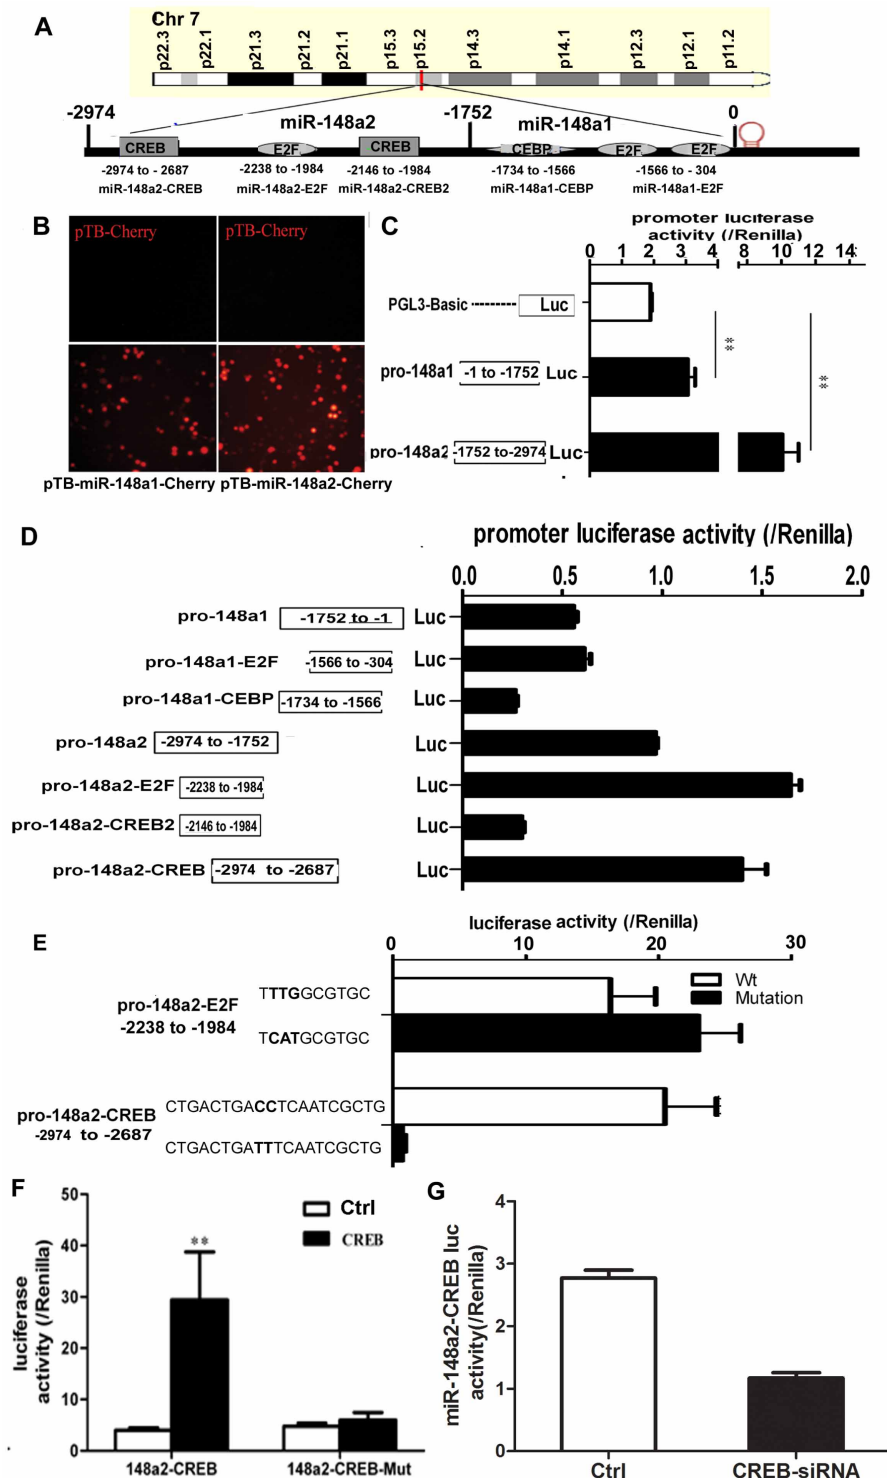 A
Chr 7
p22.3 p22.1 p21.3 p21.2 p21.1 p15.3 p15.2 p14.3 p14.1 p12.3 p12.1 p11.2
-2974 miR-148a2 -1752 miR-148a1 0
CREB E2F CREB CEBP E2F E2F
-2974 to - 2687 -2238 to -1984 -2146 to -1984 -1734 to -1566 -1566 to - 304
miR-148a2-CREB miR-148a2-E2F miR-148a2-CREB2 miR-148a1-CEBP miR-148a1-E2F
B
pTB-Cherry pTB-Cherry
pTB-miR-148a1-Cherry pTB-miR-148a2-Cherry
C
promoter luciferase
activity (/Renilla)
0 1 2 3 4 8 10 12 14
PGL3-Basic Luc
**
pro-148a1 -1 to -1752 Luc
**
pro-148a2 -1752 to-2974 Luc
D
promoter luciferase activity (/Renilla)
0.0 0.5 1.0 1.5 2.0
pro-148a1 -1752 to -1 Luc
pro-148a1-E2F -1566 to -304 Luc
pro-148a1-CEBP -1734 to -1566 Luc
pro-148a2 -2974 to -1752 Luc
pro-148a2-E2F -2238 to -1984 Luc
pro-148a2-CREB2 -2146 to -1984 Luc
pro-148a2-CREB -2974 to -2687 Luc
E
luciferase activity (/Renilla)
0 10 20 30
Wt
Mutation
pro-148a2-E2F
-2238 to -1984
TTTGGCGTGC
TCATGCGTGC
pro-148a2-CREB
-2974 to -2687
CTGACTGACCTCAATCGCTG
CTGACTGATTTCAATCGCTG
F
luciferase
activity (/Renilla)
50
40
30
20
10
0
Ctrl
CREB
**
148a2-CREB 148a2-CREB-Mut
G
miR-148a2-CREB luc
activity(/Renilla)
4
3
2
1
0
Ctrl CREB-siRNA